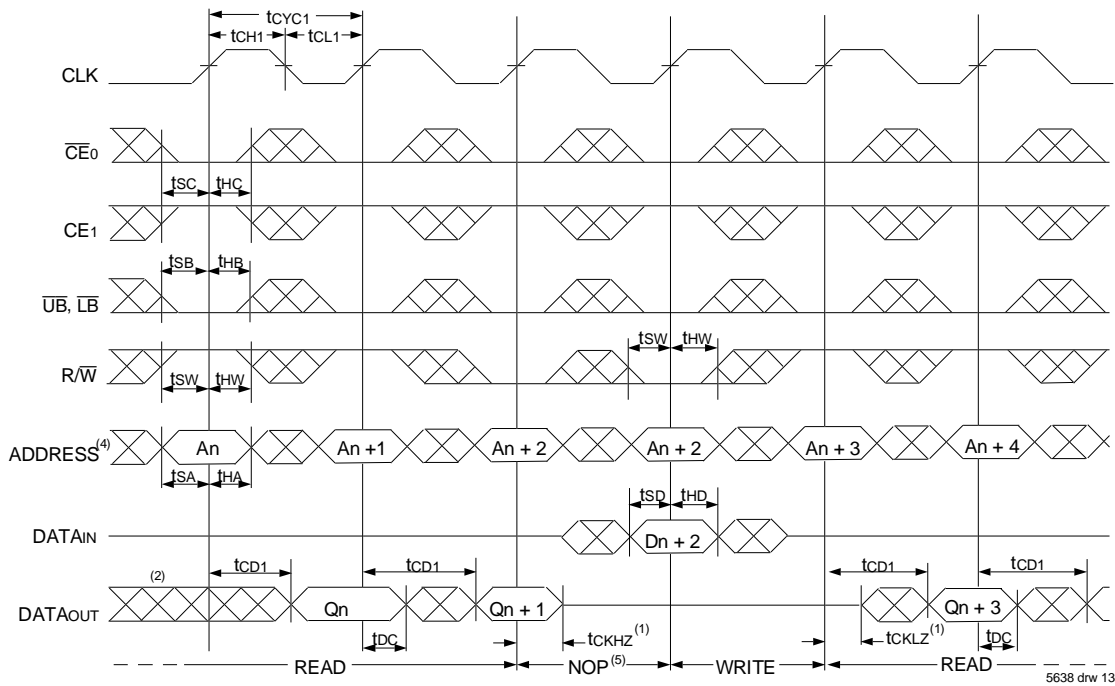 tCYC1
tCH1 tCL1
CLK
CE0
tSC tHC
CE1
tSB tHB
UB, LB
tSW tHW
R/W
tSW tHW
ADDRESS(4) An An +1 An + 2 An + 2 An + 3 An + 4
tSA tHA
tSD tHD
DATAIN Dn + 2
(2) tCD1 tCD1 tCD1 tCD1
DATAOUT Qn Qn + 1 Qn + 3
tDC tCKHZ(1) tCKLZ(1) tDC
READ NOP(5) WRITE READ
5638 drw 13